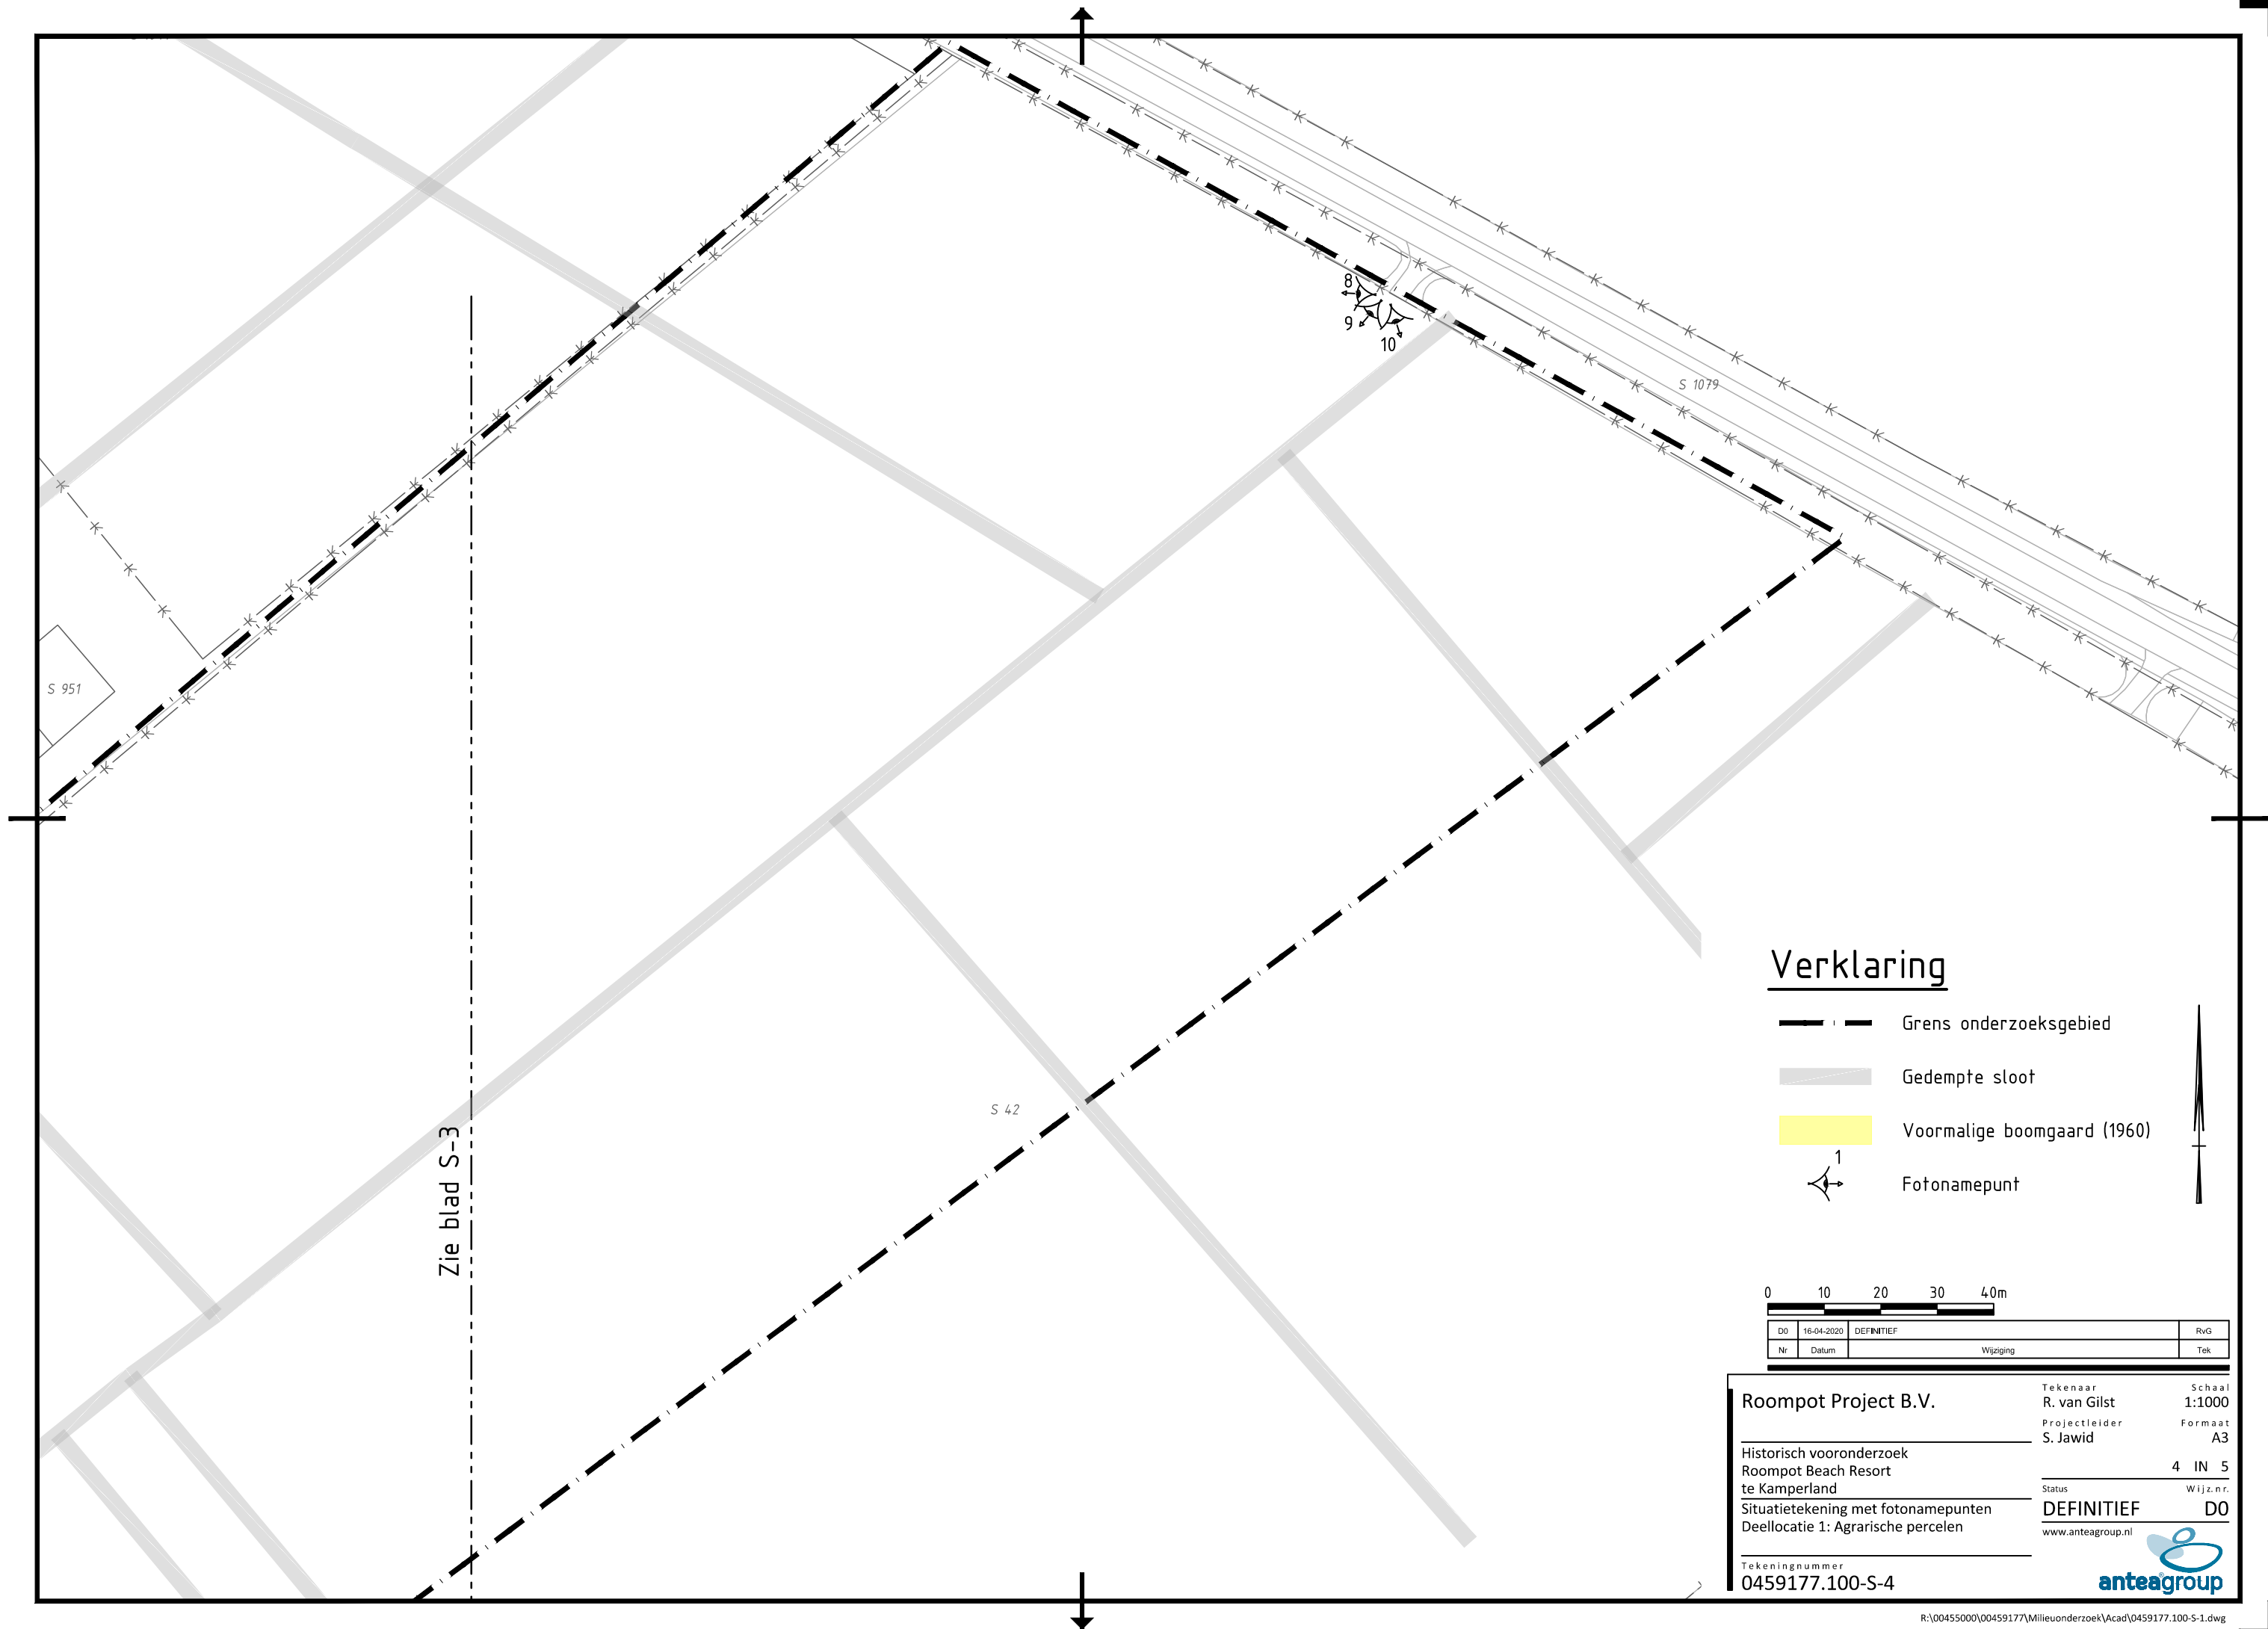 8
9
10
S 1079
S 951
S 42
Zie blad S-3
Verklaring
Grens onderzoeksgebied
Gedempte sloot
Voormalige boomgaard (1960)
1
Fotonamepunt
0 10 20 30 40m
D0 16-04-2020 DEFINITIEF RvG
Nr Datum Wijziging Tek
Roompot Project B.V.
Historisch vooronderzoek
Roompot Beach Resort
te Kamperland
Situatietekening met fotonamepunten
Deellocatie 1: Agrarische percelen
Tekeningnummer
0459177.100-S-4
Tekenaar Schaal
R. van Gilst 1:1000
Projectleider Formaat
S. Jawid A3
4 IN 5
Status Wijz.nr.
DEFINITIEF D0
www.anteagroup.nl
anteagroup
R:\00455000\00459177\Milieuonderzoek\Acad\0459177.100-S-1.dwg